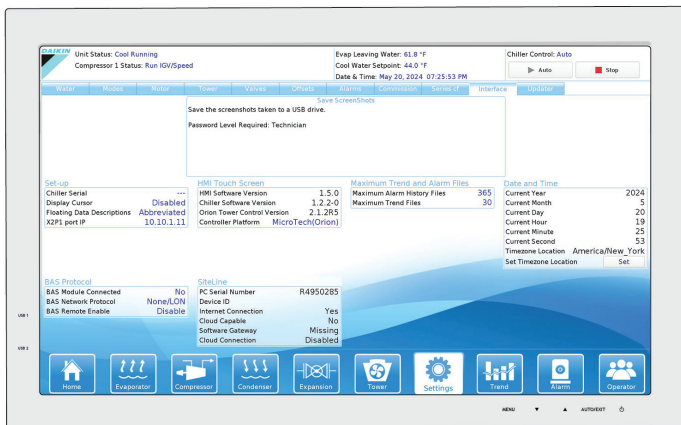 DAIKIN
Unit Status: Cool Running
Compressor 1 Status: Run IGV/Speed
Evap Leaving Water: 61.8 °F
Cool Water Setpoint: 44.0 °F
Date & Time: May 20, 2024 07:25:53 PM
Chiller Control: Auto
Auto
Stop
Water Modes Motor Tower Valves Offsets Alarms Commission Series cf Interface Updater
Save ScreenShots
Save the screenshots taken to a USB drive.
Password Level Required: Technician
Set-up
Chiller Serial ---
Display Cursor Disabled
Floating Data Descriptions Abbreviated
X2P1 port IP 10.10.1.11
HMI Touch Screen
HMI Software Version 1.5.0
Chiller Software Version 1.2.2-0
Orion Tower Control Version 2.1.2R5
Controller Platform MicroTech(Orion)
Maximum Trend and Alarm Files
Maximum Alarm History Files 365
Maximum Trend Files 30
Date and Time
Current Year 2024
Current Month 5
Current Day 20
Current Hour 19
Current Minute 25
Current Second 53
Timezone Location America/New_York
Set Timezone Location Set
BAS Protocol
BAS Module Connected No
BAS Network Protocol None/LON
BAS Remote Enable Disable
SiteLine
PC Serial Number R4950285
Device ID
Internet Connection Yes
Cloud Capable No
Software Gateway Missing
Cloud Connection Disabled
USB 1
USB 2
Home Evaporator Compressor Condenser Expansion Tower Settings Trend Alarm Operator
MENU ▼ ▲ AUTO/EXIT